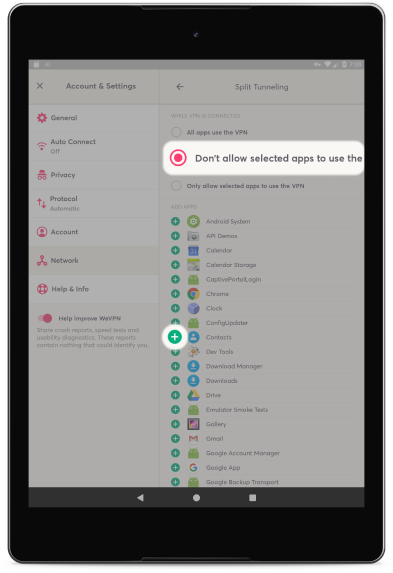 7:08
Account & Settings
Split Tunneling
General
Auto Connect
Off
Privacy
Protocol
Automatic
Account
Network
Help & Info
Help Improve WeVPN
Share crash reports, speed tests and
usability diagnostics. These reports
contain nothing that could identify you.
WHILE VPN IS CONNECTED
All apps use the VPN
Don't allow selected apps to use the
Only allow selected apps to use the VPN
ADD APPS
Android System
API Demos
Calendar
Calendar Storage
CaptivePortalLogin
Chrome
Clock
ConfigUpdater
Contacts
Dev Tools
Download Manager
Downloads
Drive
Emulator Smoke Tests
Gallery
Gmail
Google Account Manager
Google App
Google Backup Transport